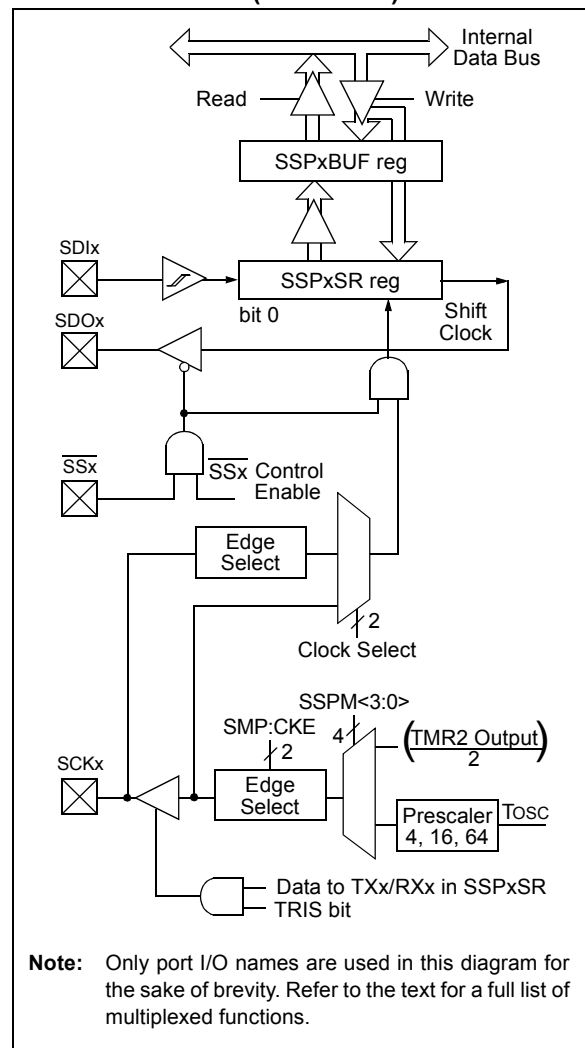 Internal
Data Bus
Read
Write
SSPxBUF reg
SDIx
SSPxSR reg
bit 0
Shift
Clock
SDOx
SSx
SSx Control
Enable
Edge
Select
2
Clock Select
SSPM<3:0>
SMP:CKE
4
(TMR2 Output)
2
2
SCKx
Edge
Select
Prescaler
4, 16, 64
TOSC
Data to TXx/RXx in SSPxSR
TRIS bit
Note: Only port I/O names are used in this diagram for
the sake of brevity. Refer to the text for a full list of
multiplexed functions.